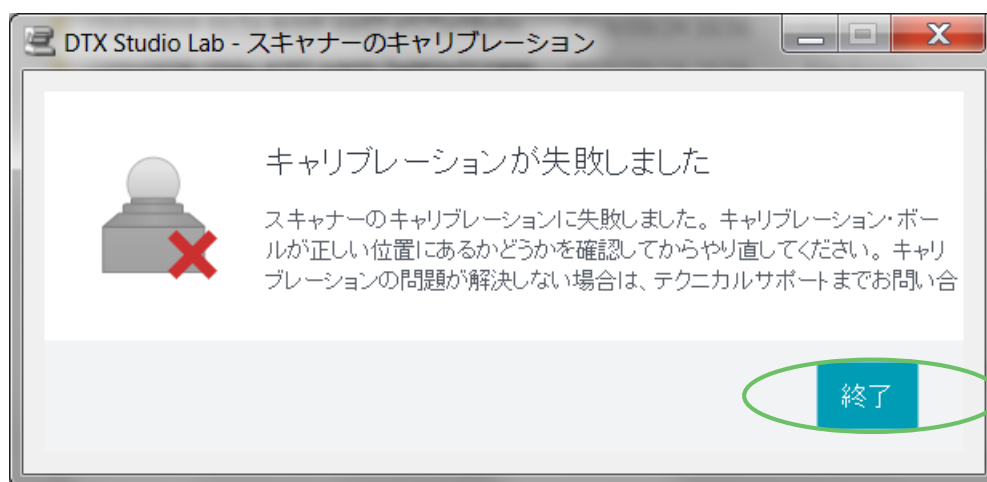 DTX Studio Lab - スキャナーのキャリブレーション
キャリブレーションが失敗しました
スキャナーのキャリブレーションに失敗しました。キャリブレーション・ボー
ルが正しい位置にあるかどうかを確認してからやり直してください。キャリ
ブレーションの問題が解決しない場合は、テクニカルサポートまでお問い合
終了